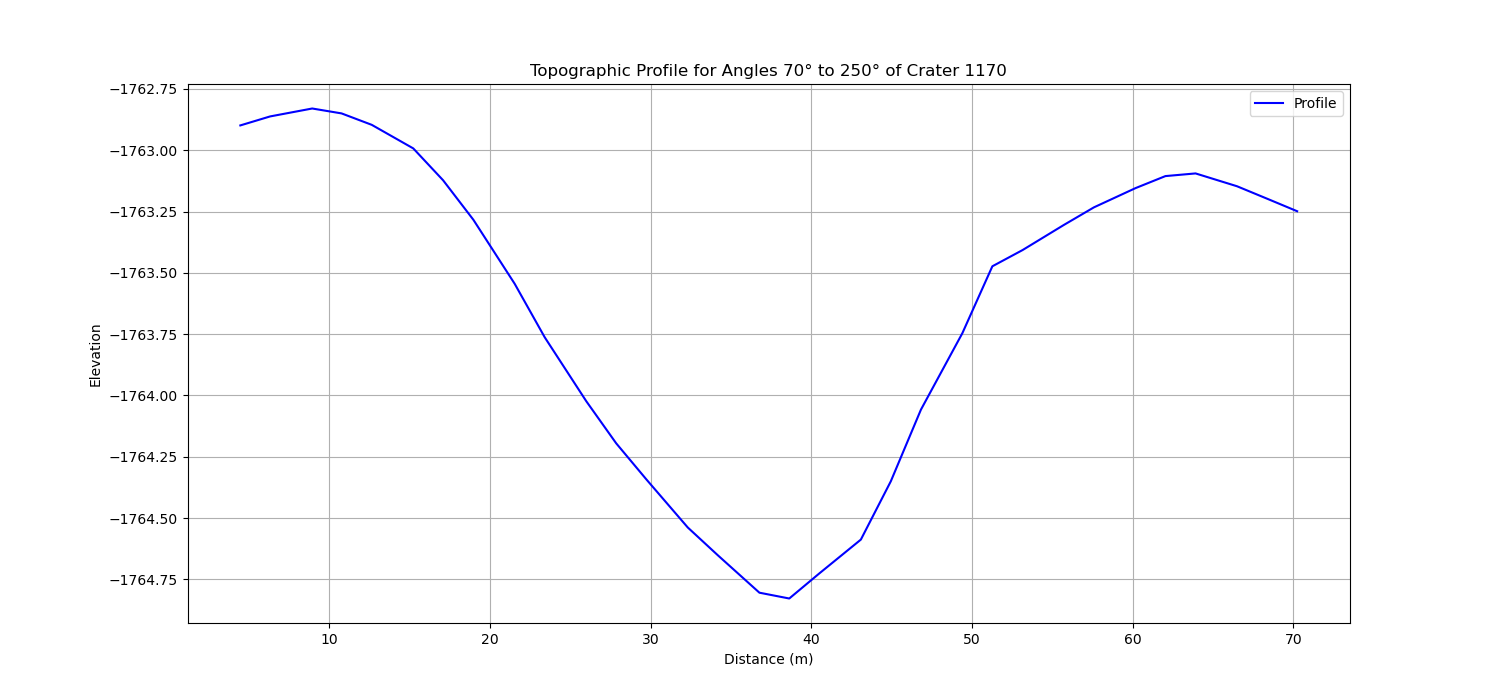 Topographic Profile for Angles 70° to 250° of Crater 1170
Profile
−1762.75
−1763.00
−1763.25
−1763.50
−1763.75
−1764.00
−1764.25
−1764.50
−1764.75
Elevation
10 20 30 40 50 60 70
Distance (m)